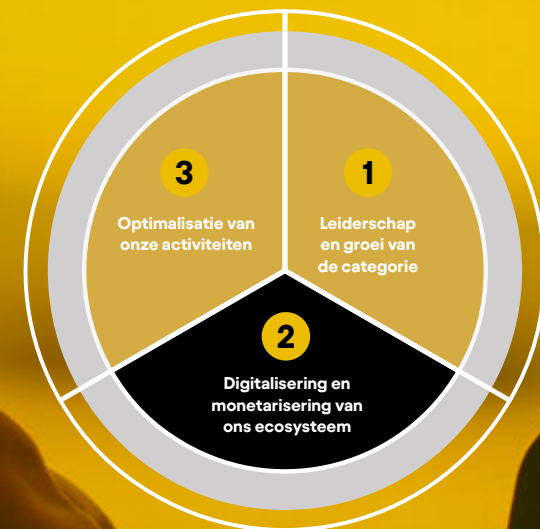 3
Optimalisatie van
onze activiteiten
1
Leiderschap
en groei van
de categorie
2
Digitalisering en
monetarisering van
ons ecosysteem